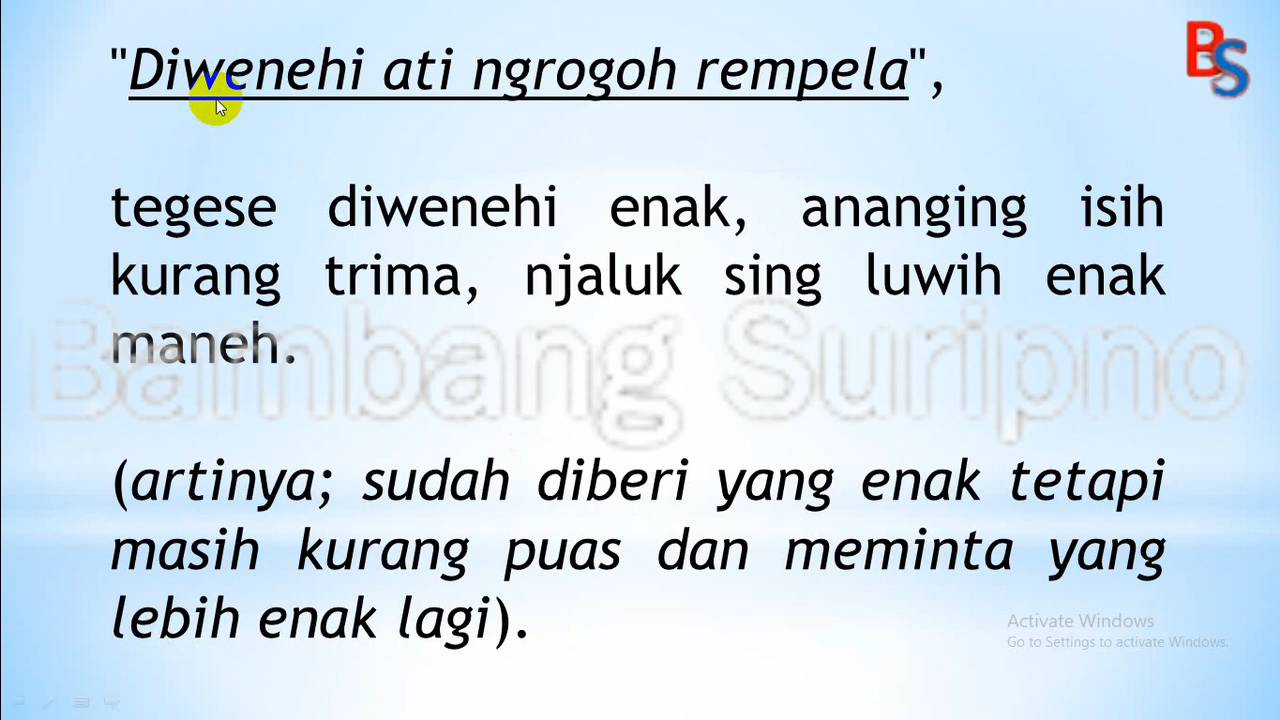 "Diwenehi ati ngrogoh rempela",
BS
tegese diwenehi enak, ananging isih
kurang trima, njaluk sing luwih enak
maneh.
Bambang Suripno
(artinya; sudah diberi yang enak tetapi
masih kurang puas dan meminta yang
lebih enak lagi).
Activate Windows
Go to Settings to activate Windows.